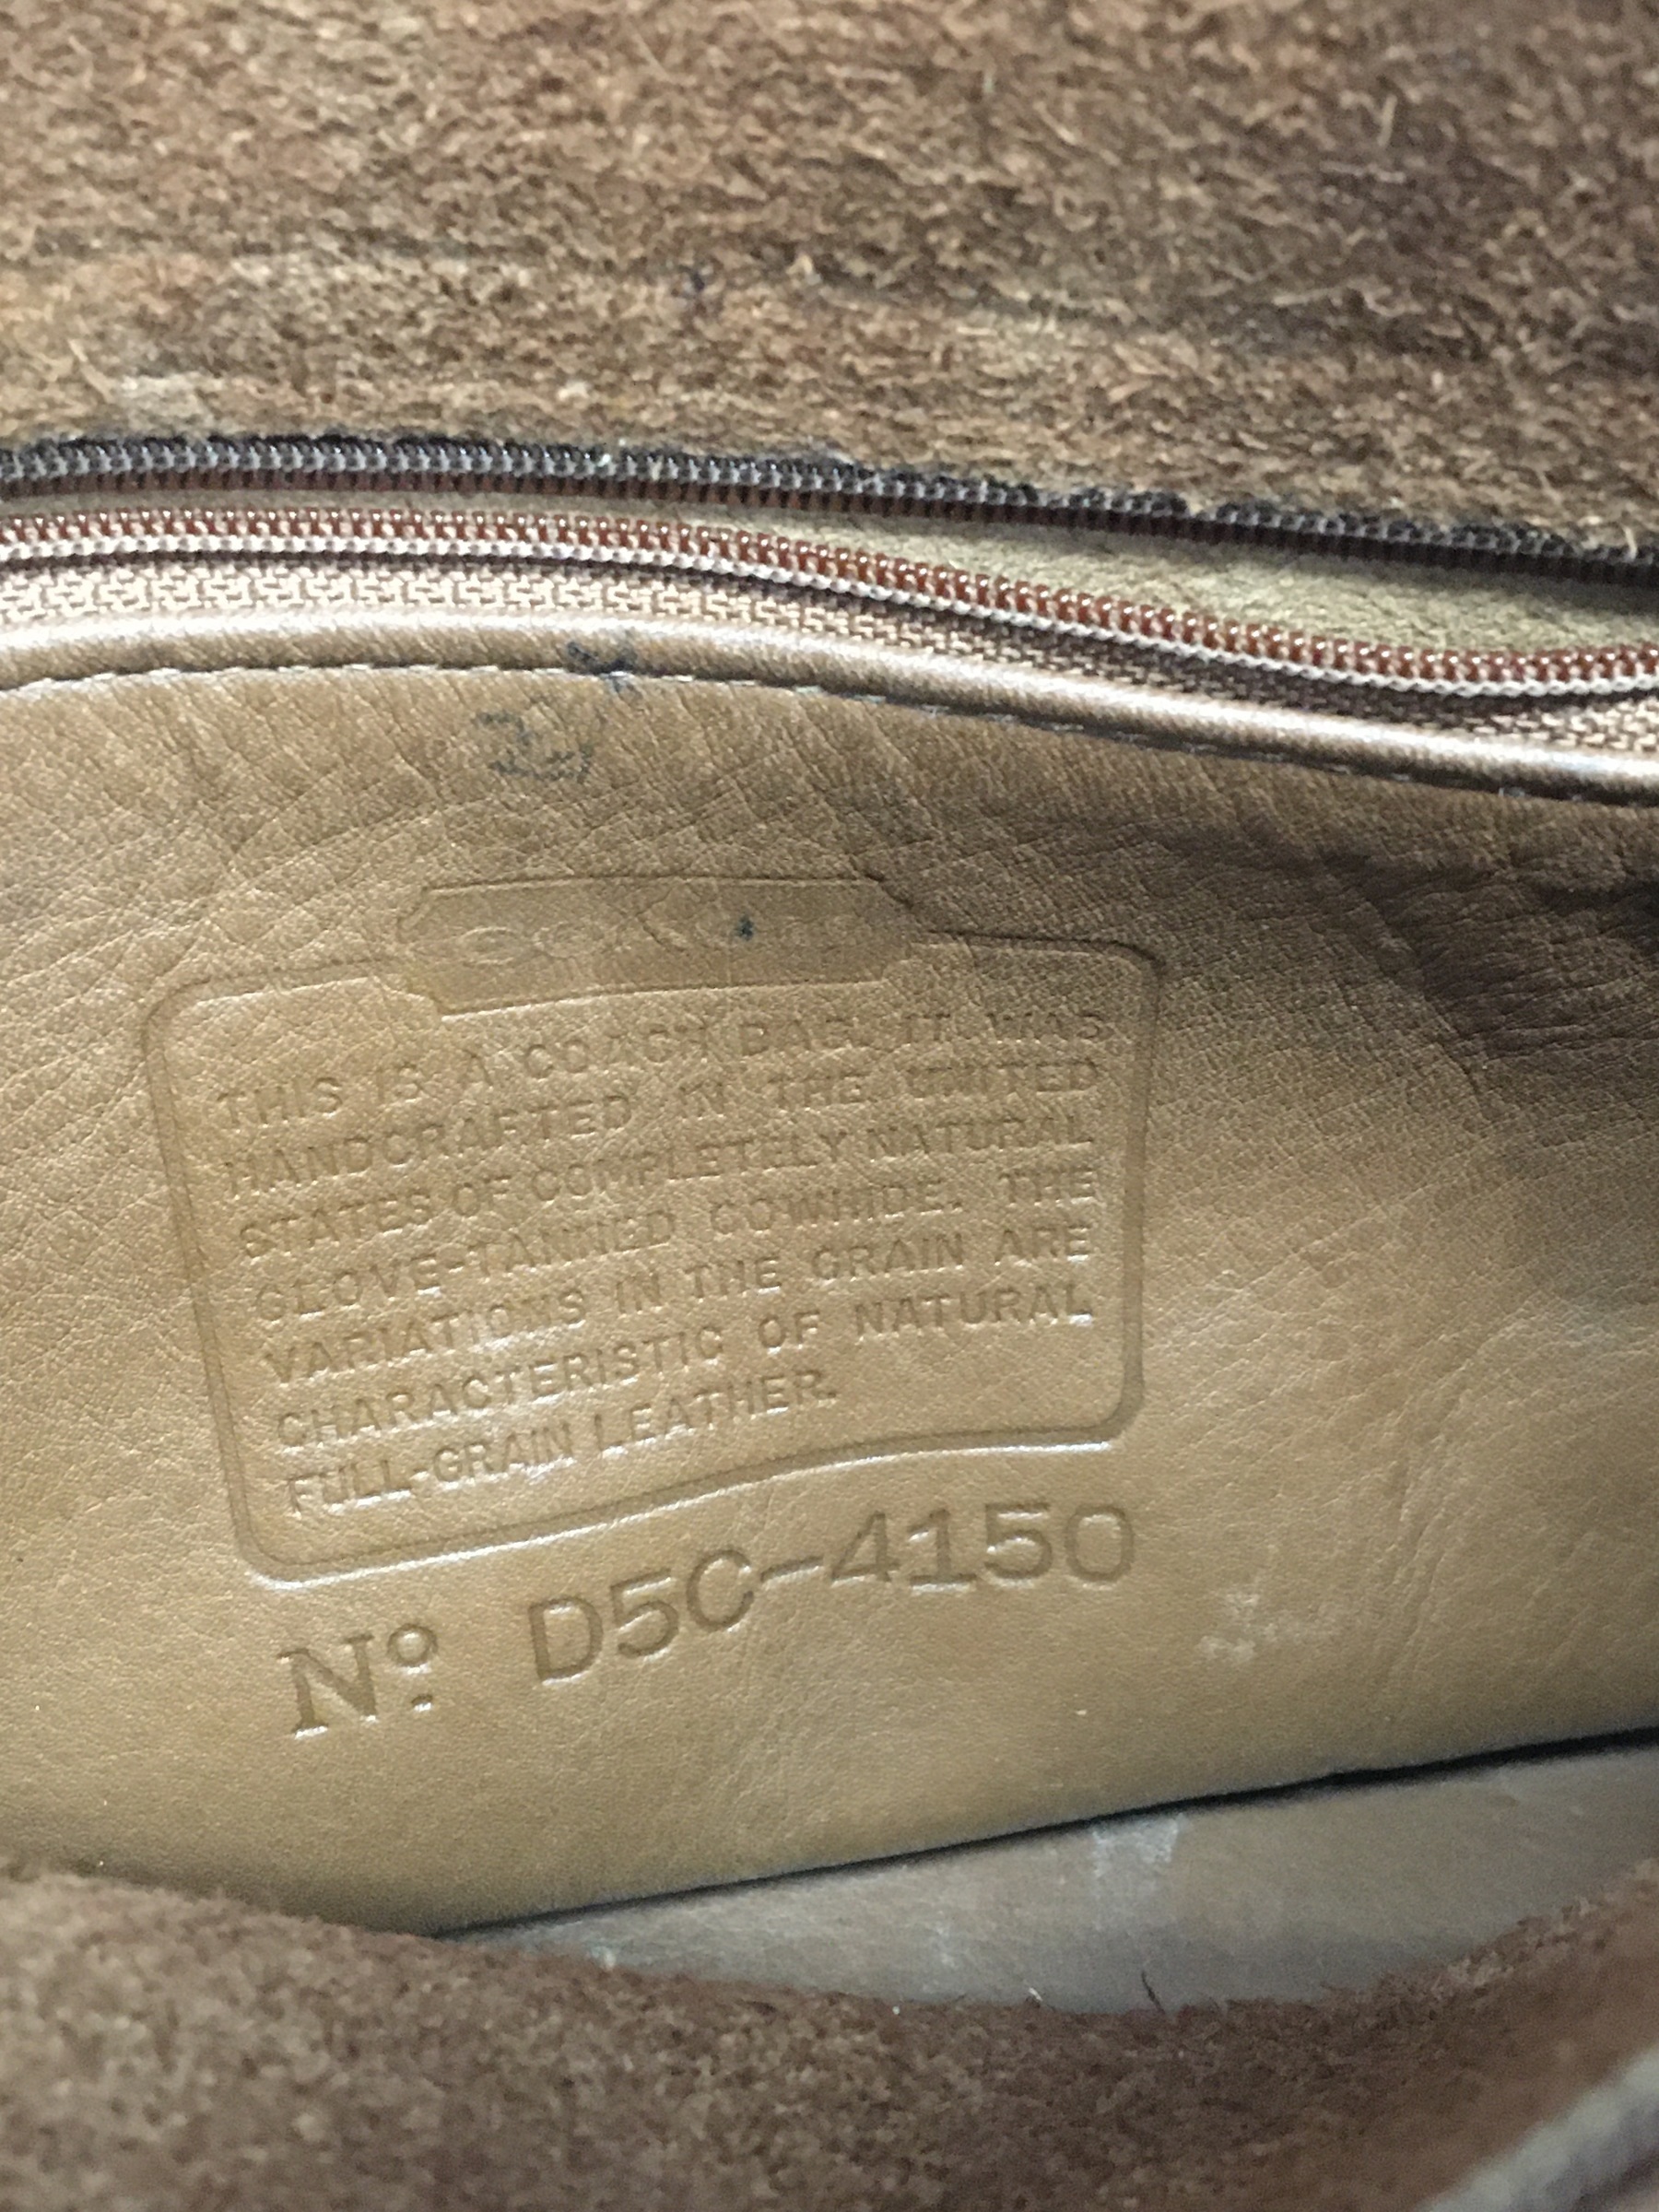 COACH
THIS IS A COACH BAG. IT WAS
HANDCRAFTED IN THE UNITED
STATES OF COMPLETELY NATURAL
GLOVE-TANNED COWHIDE. THE
VARIATIONS IN THE GRAIN ARE
CHARACTERISTIC OF NATURAL
FULL-GRAIN LEATHER.
Nº D5C-4150